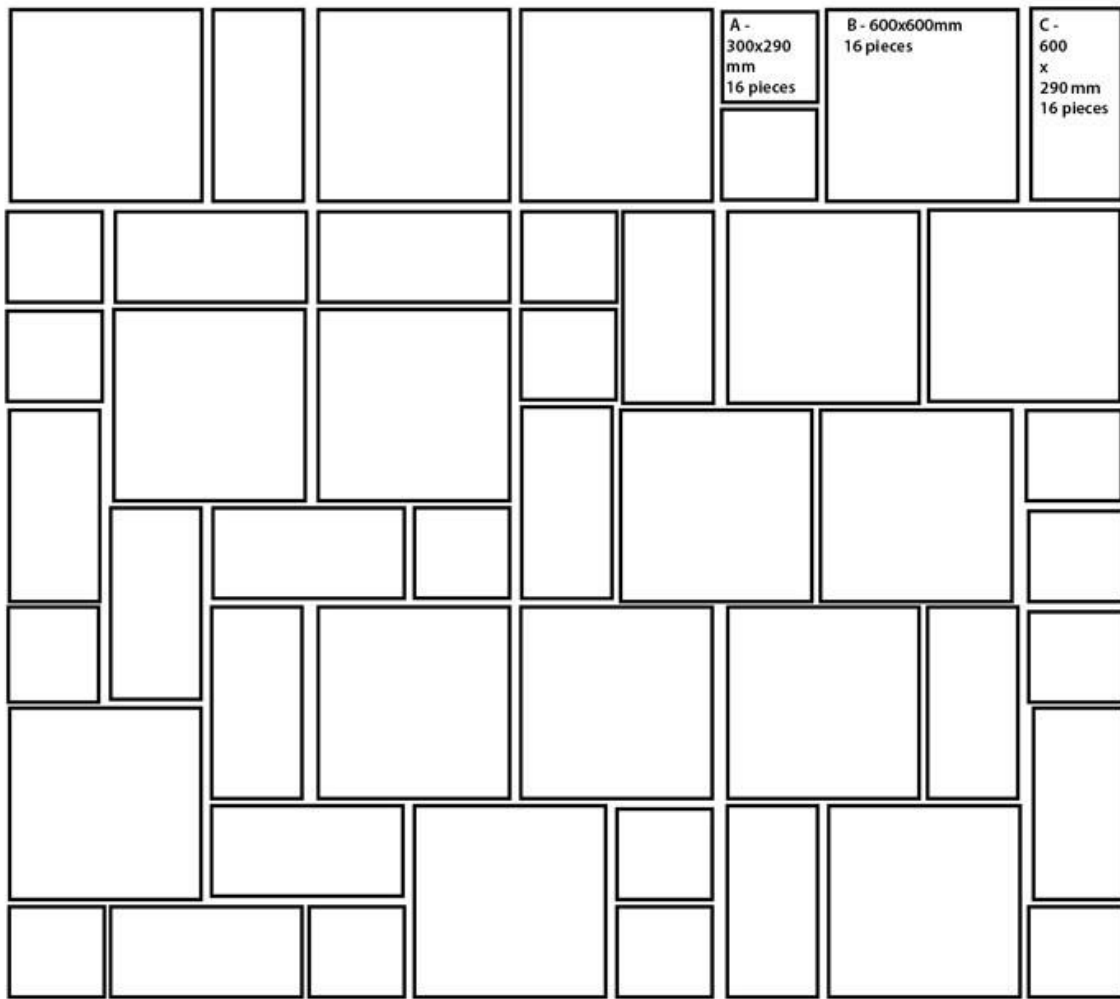 A -
300x290
mm
16 pieces
B - 600x600mm
16 pieces
C -
600
x
290 mm
16 pieces